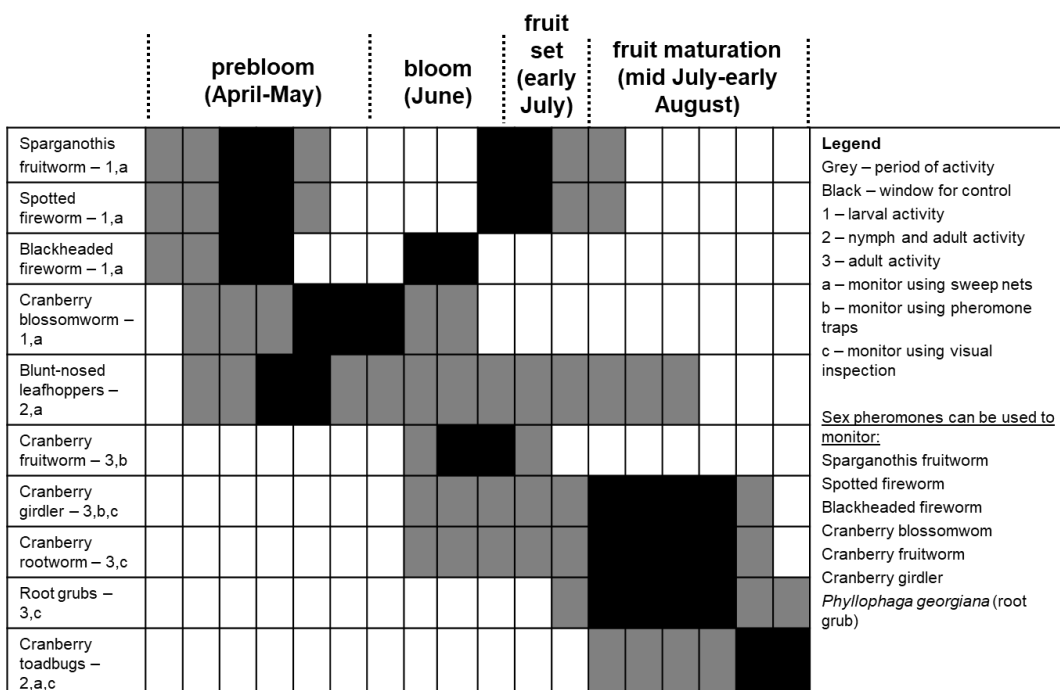 prebloom
(April-May)
bloom
(June)
fruit
set
(early
July)
fruit maturation
(mid July-early
August)
Sparganothis
fruitworm – 1,a
Spotted
fireworm – 1,a
Blackheaded
fireworm – 1,a
Cranberry
blossomworm –
1,a
Blunt-nosed
leafhoppers –
2,a
Cranberry
fruitworm – 3,b
Cranberry
girdler – 3,b,c
Cranberry
rootworm – 3,c
Root grubs –
3,c
Cranberry
toadbugs –
2,a,c
Legend
Grey – period of activity
Black – window for control
1 – larval activity
2 – nymph and adult activity
3 – adult activity
a – monitor using sweep nets
b – monitor using pheromone
traps
c – monitor using visual
inspection
Sex pheromones can be used to
monitor:
Sparganothis fruitworm
Spotted fireworm
Blackheaded fireworm
Cranberry blossomwom
Cranberry fruitworm
Cranberry girdler
Phyllophaga georgiana (root
grub)